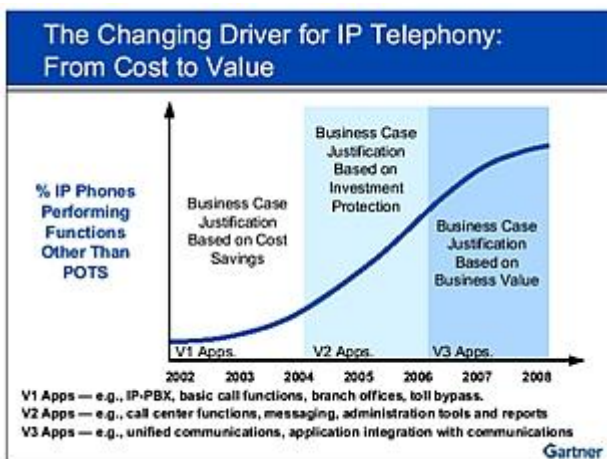 The Changing Driver for IP Telephony:
From Cost to Value
% IP Phones
Performing
Functions
Other Than
POTS
Business Case
Justification
Based on Cost
Savings
Business Case
Justification
Based on
Investment
Protection
Business Case
Justification
Based on
Business Value
V1 Apps. V2 Apps. V3 Apps.
2002 2003 2004 2005 2006 2007 2008
V1 Apps — e.g., IP-PBX, basic call functions, branch offices, toll bypass.
V2 Apps — e.g., call center functions, messaging, administration tools and reports
V3 Apps — e.g., unified communications, application integration with communications
Gartner